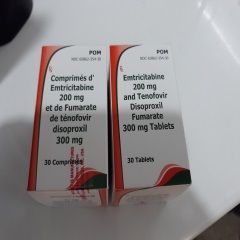 POM
Comprimés d'
Emtricitabine
200 mg
et de Fumarate
de ténofovir
disoproxil
300 mg
30 Comprimés
POM
Emtricitabine
200 mg
and Tenofovir
Disoproxil
Fumarate
300 mg Tablets
30 Tablets